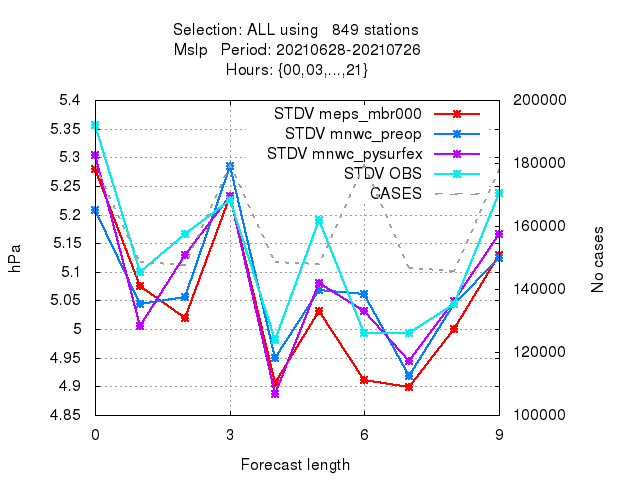 Selection: ALL using   849 stations
Mslp   Period: 20210628-20210726
Hours: {00,03,...,21}
5.4
5.35
5.3
5.25
5.2
5.15
5.1
5.05
5
4.95
4.9
4.85
hPa
STDV meps_mbr000
STDV mnwc_preop
STDV mnwc_pysurfex
STDV OBS
CASES
200000
180000
160000
140000
120000
100000
No cases
0 3 6 9
Forecast length